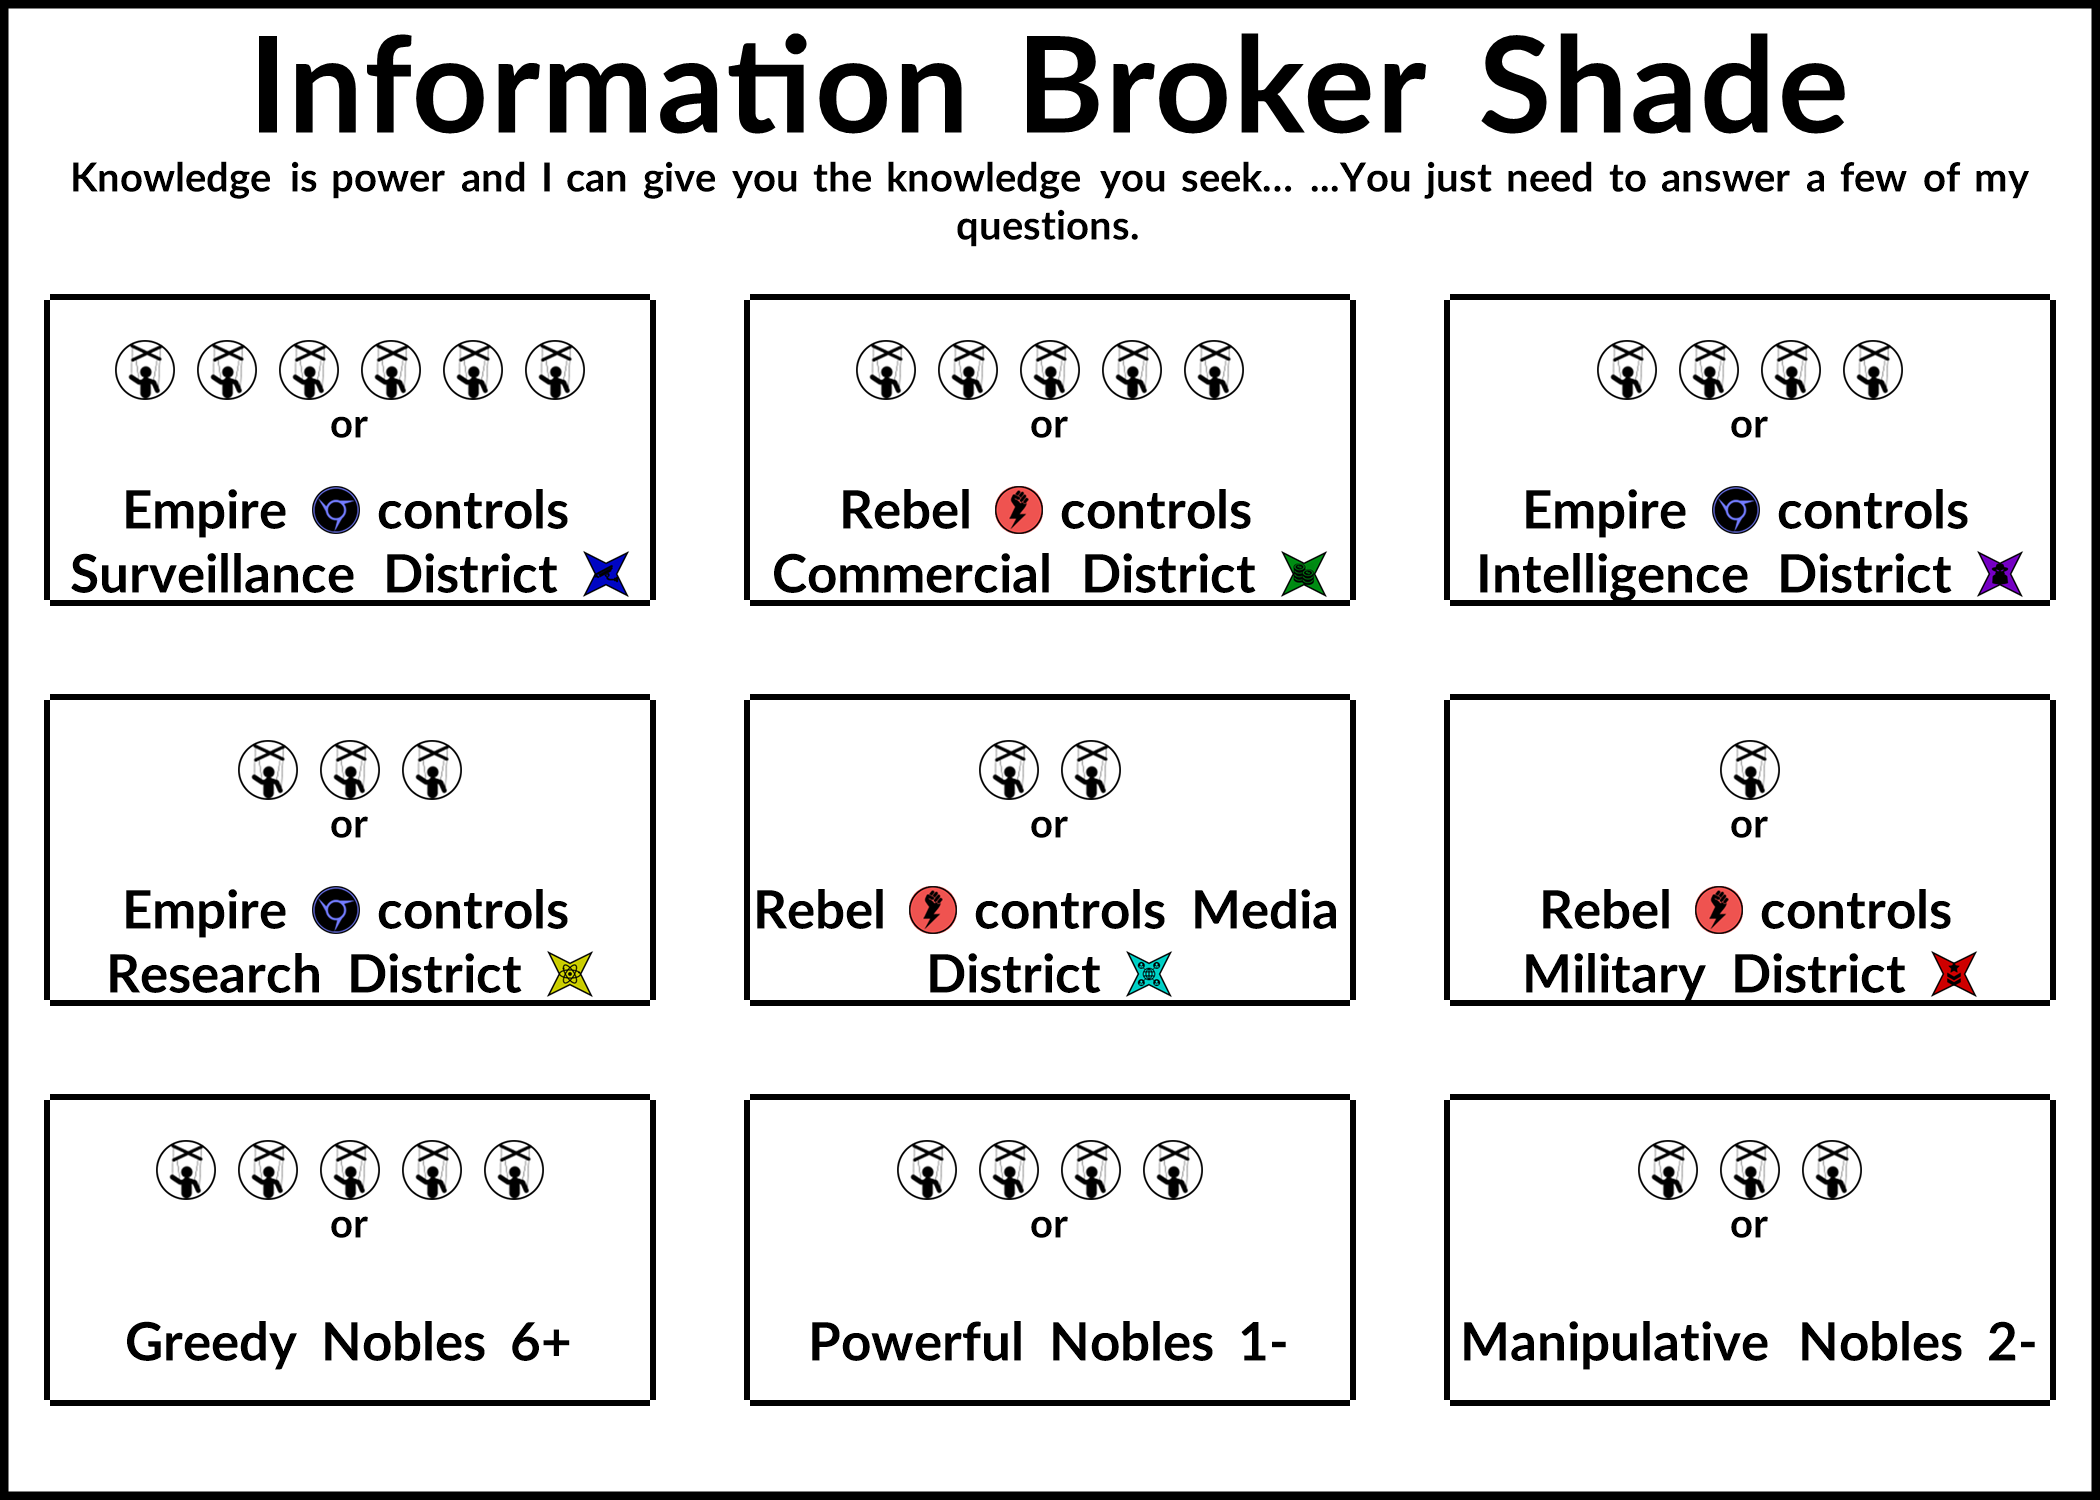 Information Broker Shade
Knowledge is power and I can give you the knowledge you seek... ...You just need to answer a few of my
questions.
or
Empire controls
Surveillance District
or
Rebel controls
Commercial District
or
Empire controls
Intelligence District
or
Empire controls
Research District
or
Rebel controls Media
District
or
Rebel controls
Military District
or
Greedy Nobles 6+
or
Powerful Nobles 1-
or
Manipulative Nobles 2-